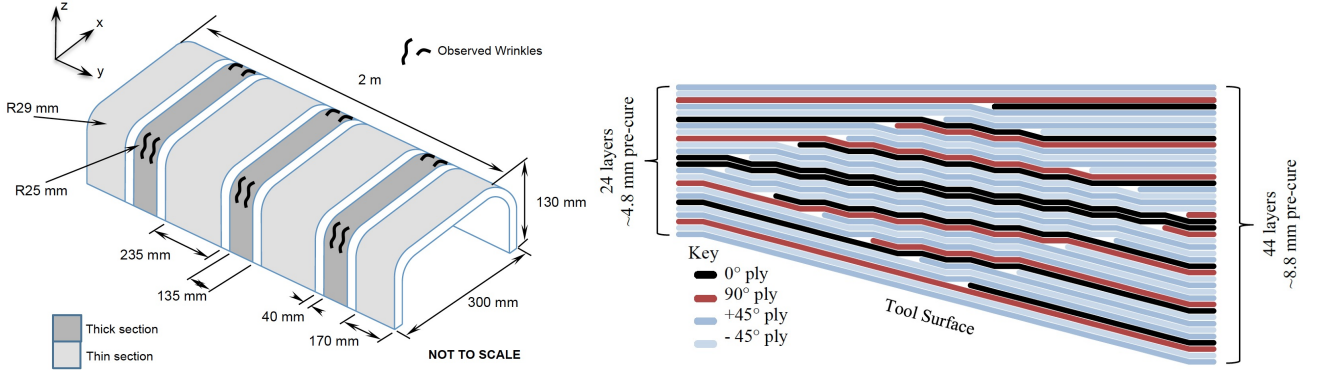 z
x
y
Observed Wrinkles
2 m
R29 mm
R25 mm
130 mm
235 mm
135 mm
300 mm
40 mm
170 mm
Thick section
Thin section
NOT TO SCALE
24 layers
~4.8 mm pre-cure
Key
0° ply
90° ply
+45° ply
- 45° ply
Tool Surface
44 layers
~8.8 mm pre-cure